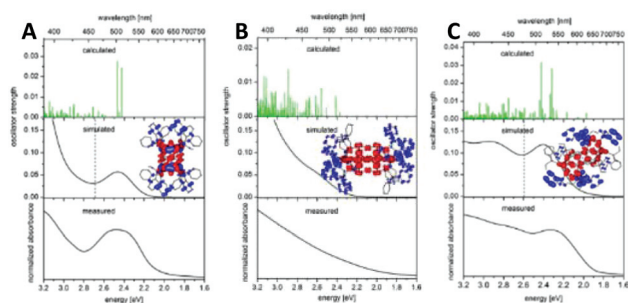 A
wavelength [nm]
400 450 500 550 600 650 700 750
calculated
oscillator strength
0.03
0.02
0.01
0.00
simulated
0.15
0.10
0.05
0.00
measured
normalized absorbance
3.2 3.0 2.8 2.6 2.4 2.2 2.0 1.8 1.6
energy [eV]
B
wavelength [nm]
400 450 500 550 600 650 700 750
calculated
oscillator strength
0.02
0.01
0.00
simulated
0.15
0.10
0.05
0.00
measured
normalized absorbance
3.2 3.0 2.8 2.6 2.4 2.2 2.0 1.8 1.6
energy [eV]
C
wavelength [nm]
400 450 500 550 600 650 700 750
calculated
oscillator strength
0.04
0.02
0.00
simulated
0.15
0.10
0.05
0.00
measured
normalized absorbance
3.2 3.0 2.8 2.6 2.4 2.2 2.0 1.8 1.6
energy [eV]